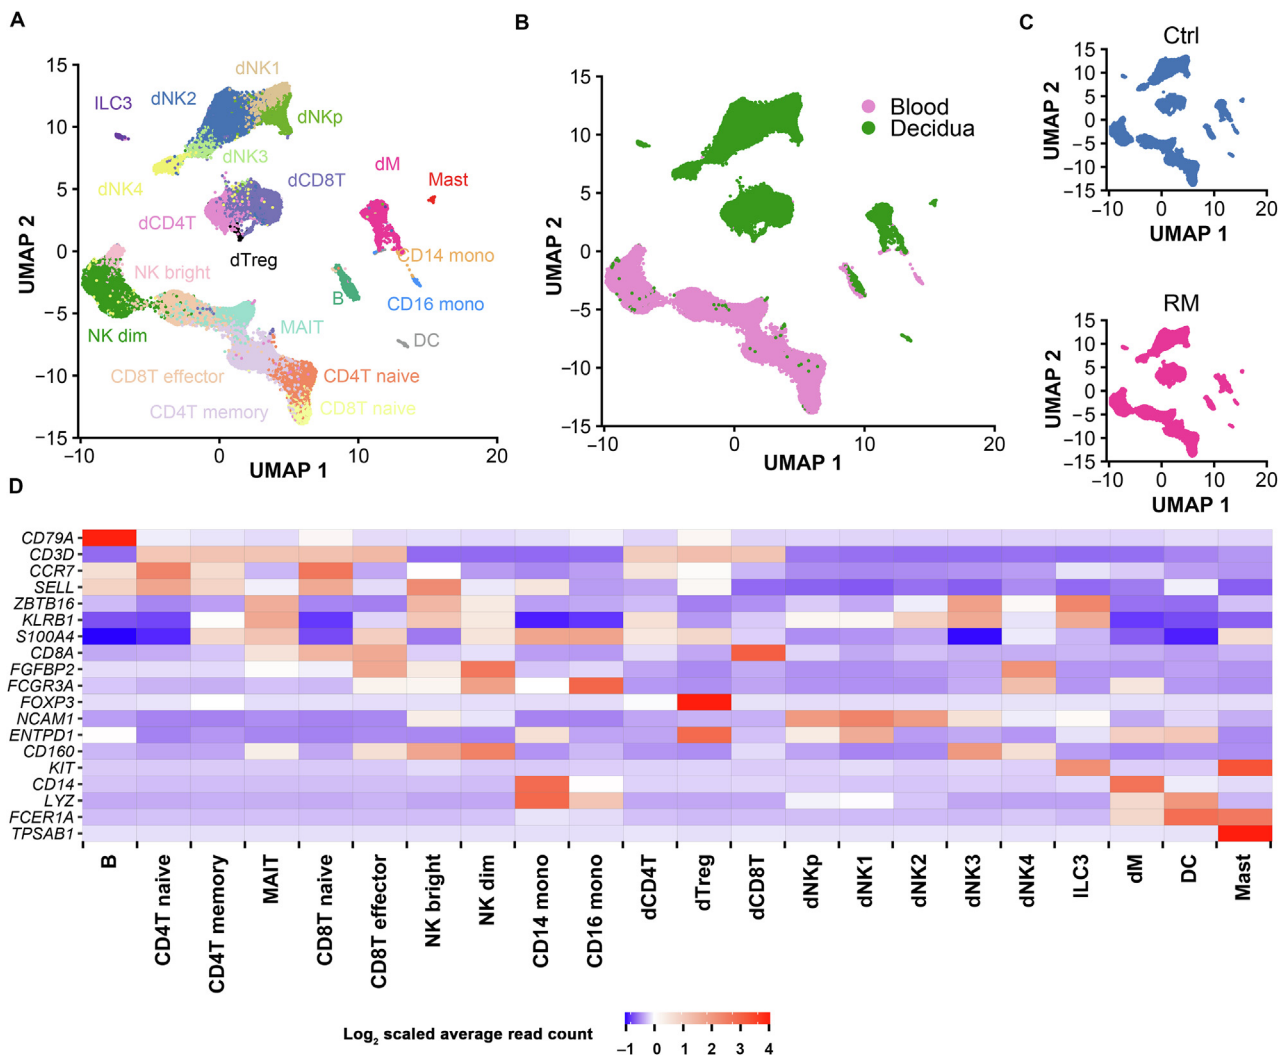 A
B
C
15
10
5
0
−5
−10
−15
−10
0
10
20
UMAP 2
UMAP 1
dNK1
ILC3
dNK2
dNKp
dNK3
dNK4
dM
dCD8T
Mast
dCD4T
dTreg
CD14 mono
NK bright
B
CD16 mono
NK dim
MAIT
DC
CD8T effector
CD4T naive
CD4T memory
CD8T naive
15
10
5
0
−5
−10
−15
−10
0
10
20
UMAP 2
UMAP 1
Blood
Decidua
Ctrl
15
10
5
0
−5
−10
−15
−10
0
10
20
UMAP 2
UMAP 1
RM
15
10
5
0
−5
−10
−15
−10
0
10
20
UMAP 2
UMAP 1
D
CD79A
CD3D
CCR7
SELL
ZBTB16
KLRB1
S100A4
CD8A
FGFBP2
FCGR3A
FOXP3
NCAM1
ENTPD1
CD160
KIT
CD14
LYZ
FCER1A
TPSAB1
B
CD4T naive
CD4T memory
MAIT
CD8T naive
CD8T effector
NK bright
NK dim
CD14 mono
CD16 mono
dCD4T
dTreg
dCD8T
dNKp
dNK1
dNK2
dNK3
dNK4
ILC3
dM
DC
Mast
Log2 scaled average read count
−1 0 1 2 3 4